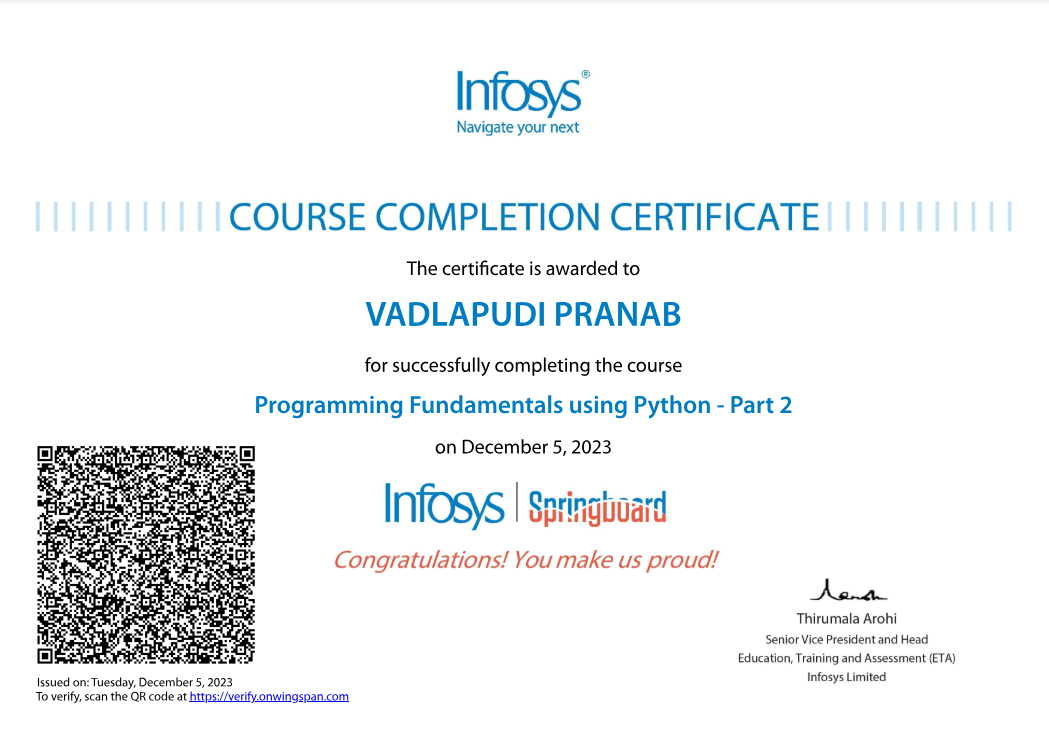 Infosys®
Navigate your next
COURSE COMPLETION CERTIFICATE
The certificate is awarded to
VADLAPUDI PRANAB
for successfully completing the course
Programming Fundamentals using Python - Part 2
on December 5, 2023
Infosys | Springboard
Congratulations! You make us proud!
Thirumala Arohi
Senior Vice President and Head
Education, Training and Assessment (ETA)
Infosys Limited
Issued on: Tuesday, December 5, 2023
To verify, scan the QR code at https://verify.onwingspan.com